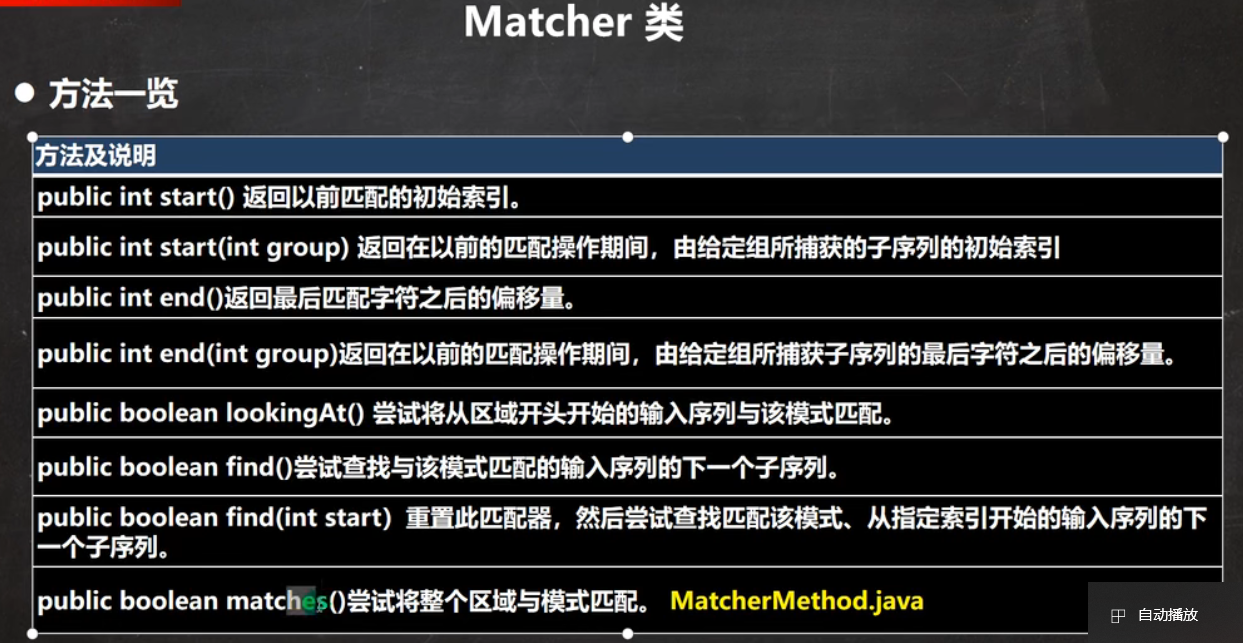 Matcher 类
● 方法一览
方法及说明
public int start() 返回以前匹配的初始索引。
public int start(int group) 返回在以前的匹配操作期间，由给定组所捕获的子序列的初始索引
public int end()返回最后匹配字符之后的偏移量。
public int end(int group)返回在以前的匹配操作期间，由给定组所捕获子序列的最后字符之后的偏移量。
public boolean lookingAt() 尝试将从区域开头开始的输入序列与该模式匹配。
public boolean find()尝试查找与该模式匹配的输入序列的下一个子序列。
public boolean find(int start）重置此匹配器，然后尝试查找匹配该模式、从指定索引开始的输入序列的下
一个子序列。
public boolean matches()尝试将整个区域与模式匹配。 MatcherMethod.java
自动播放